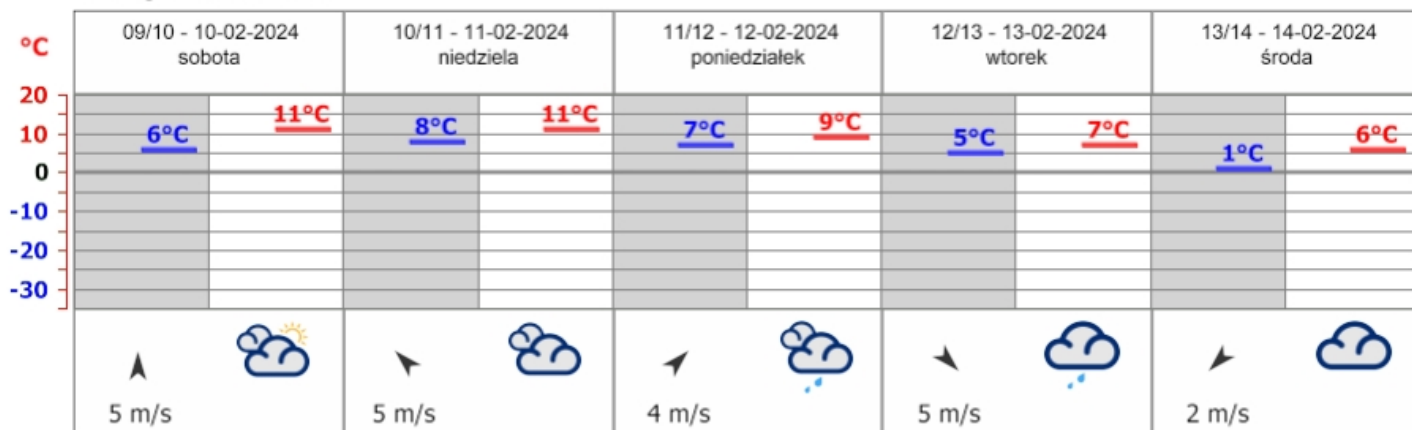 09/10 - 10-02-2024
sobota
10/11 - 11-02-2024
niedziela
11/12 - 12-02-2024
poniedziałek
12/13 - 13-02-2024
wtorek
13/14 - 14-02-2024
środa
°C
20
10
0
-10
-20
-30
6°C 11°C 8°C 11°C 7°C 9°C 5°C 7°C 1°C 6°C
5 m/s 5 m/s 4 m/s 5 m/s 2 m/s